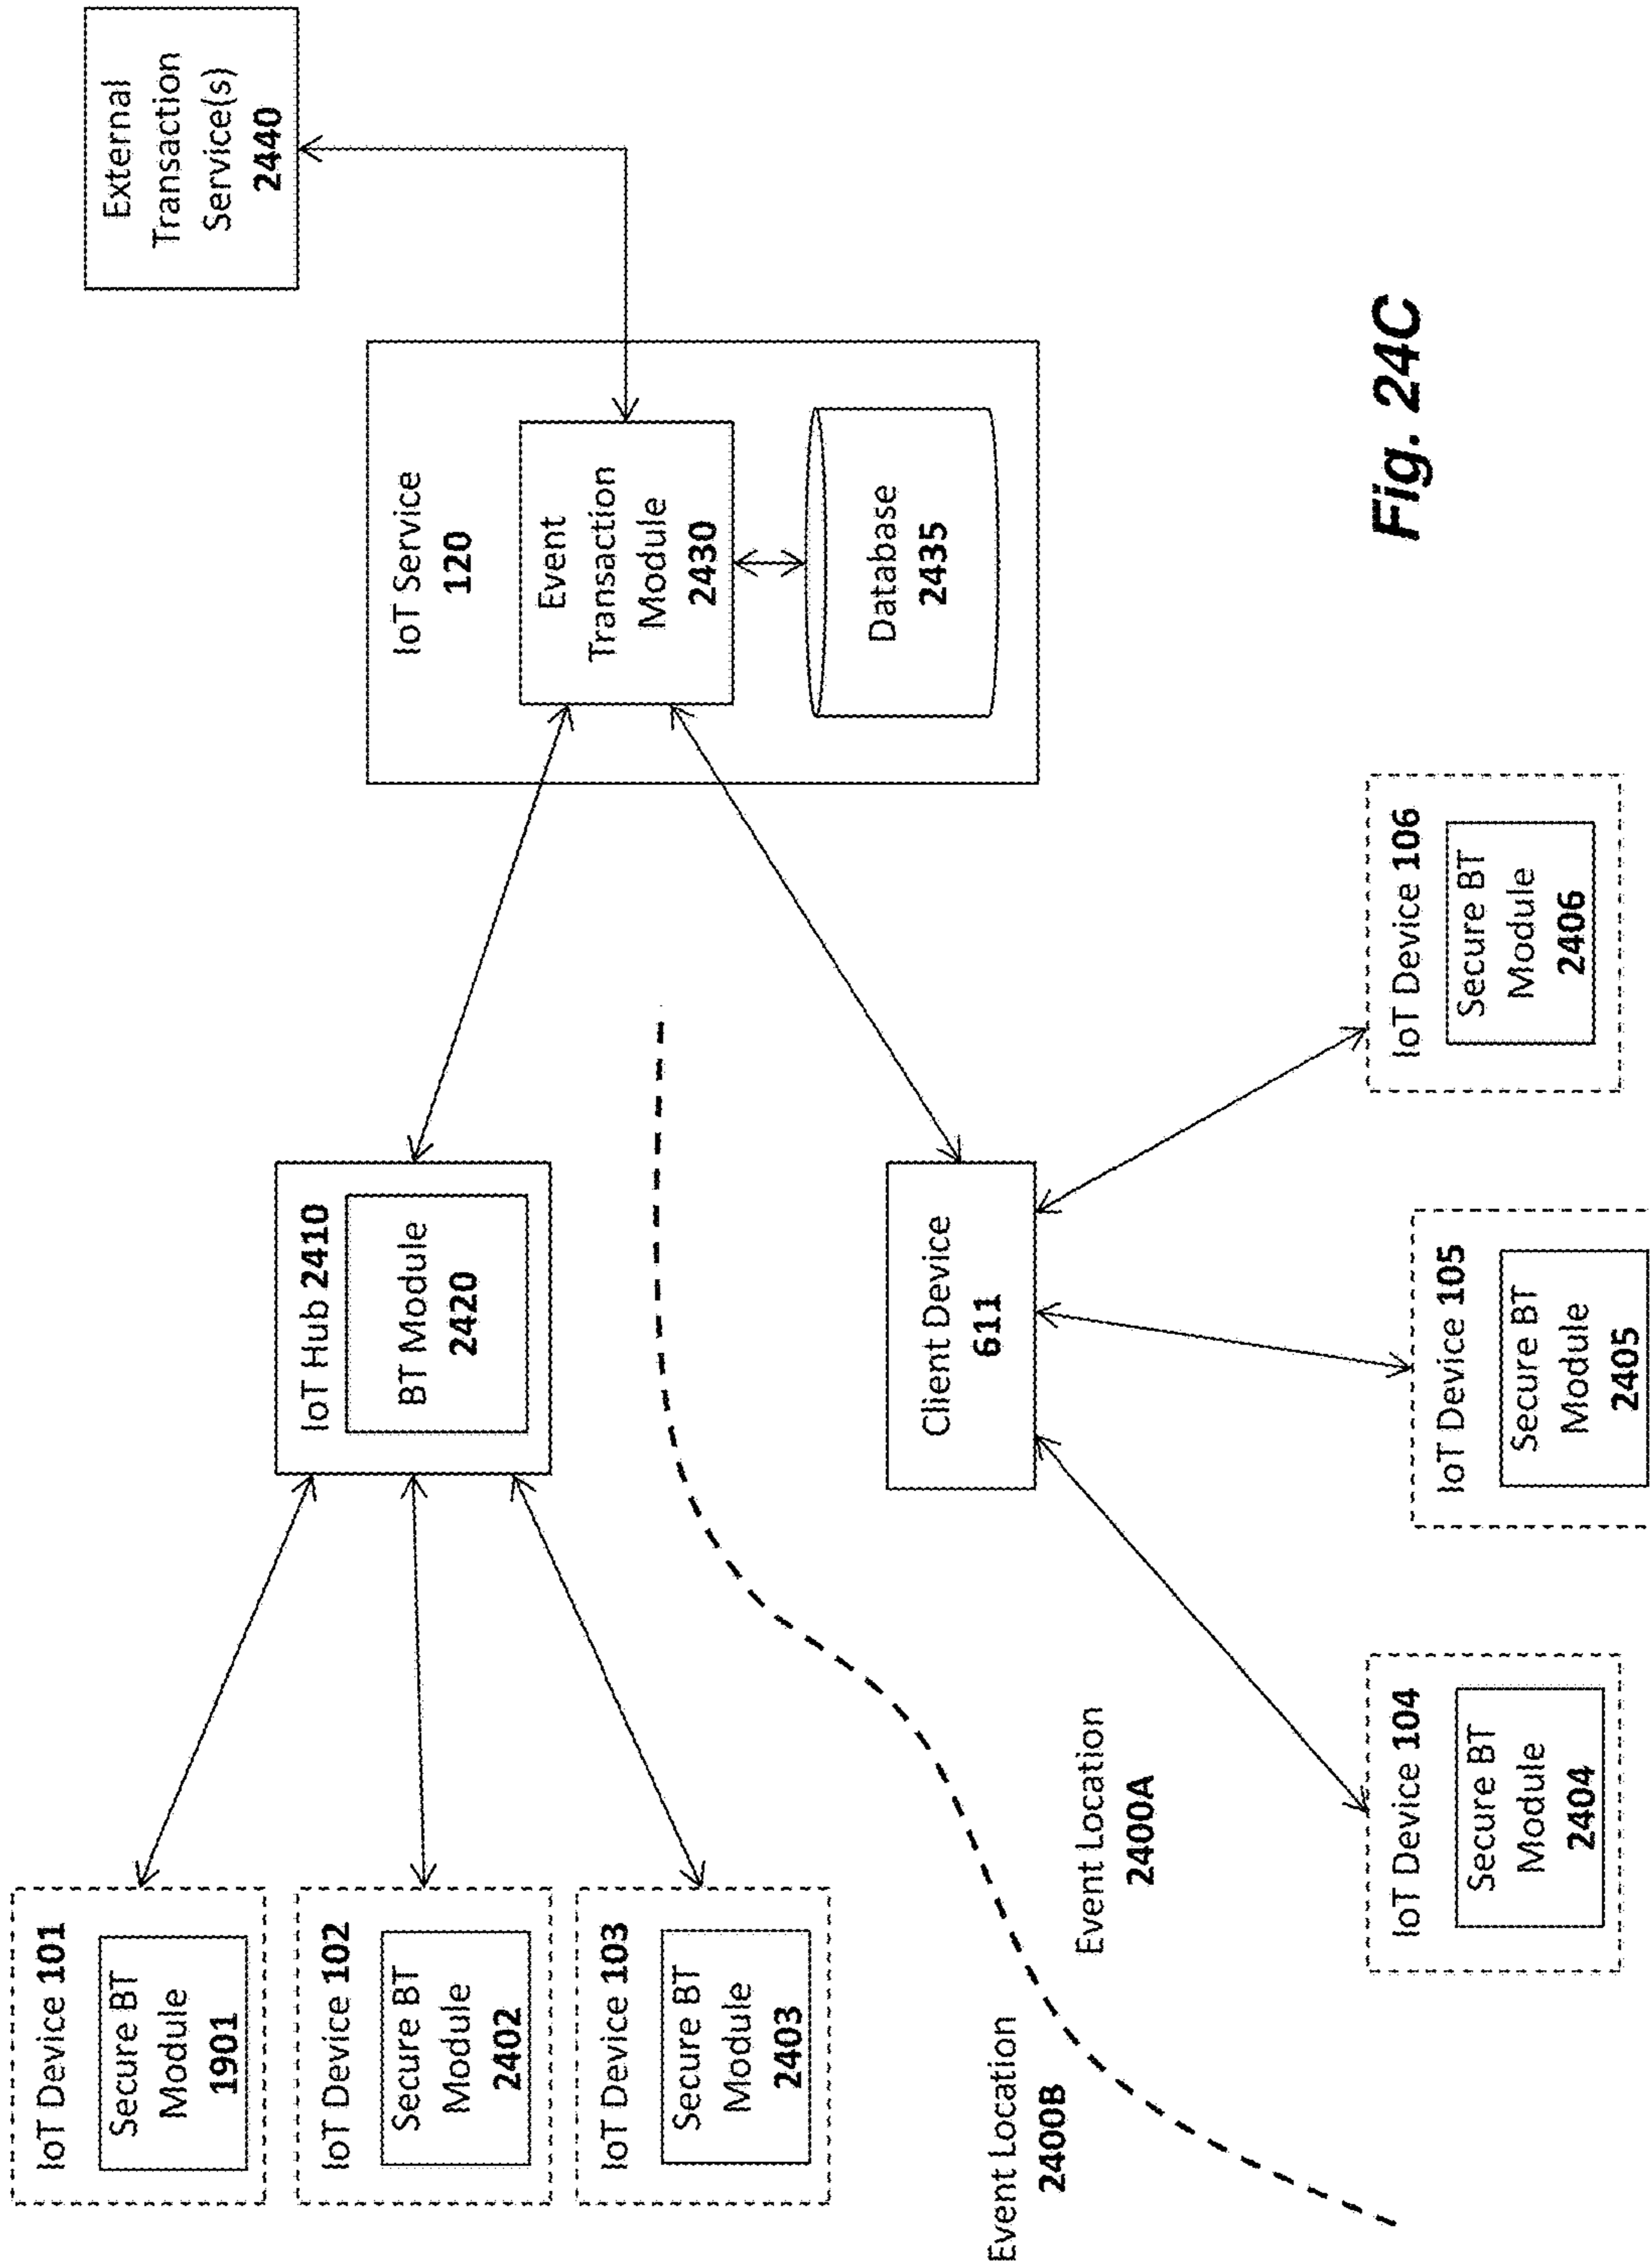 External
Transaction
Service(s)
2440
IoT Service
120
Event
Transaction
Module
2430
Database
2435
IoT Hub 2410
BT Module
2420
Client Device
611
IoT Device 101
Secure BT
Module
1901
IoT Device 102
Secure BT
Module
2402
IoT Device 103
Secure BT
Module
2403
Event Location
2400B
Event Location
2400A
IoT Device 104
Secure BT
Module
2404
IoT Device 105
Secure BT
Module
2405
IoT Device 106
Secure BT
Module
2406
Fig. 24C